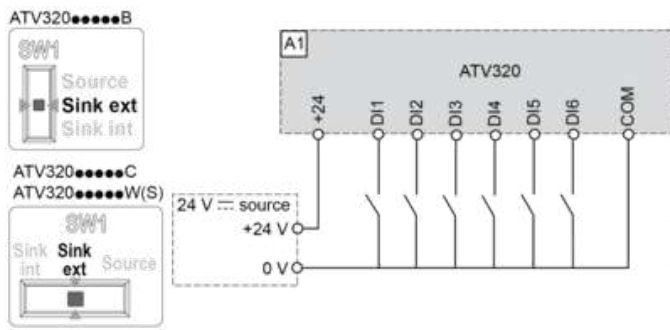 ATV320●●●●●B
SW1
Source
Sink ext
Sink int
ATV320●●●●●C
ATV320●●●●●W(S)
SW1
Sink int
Sink ext
Source
A1
ATV320
+24
DI1
DI2
DI3
DI4
DI5
DI6
COM
24 V ⎓ source
+24 V
0 V